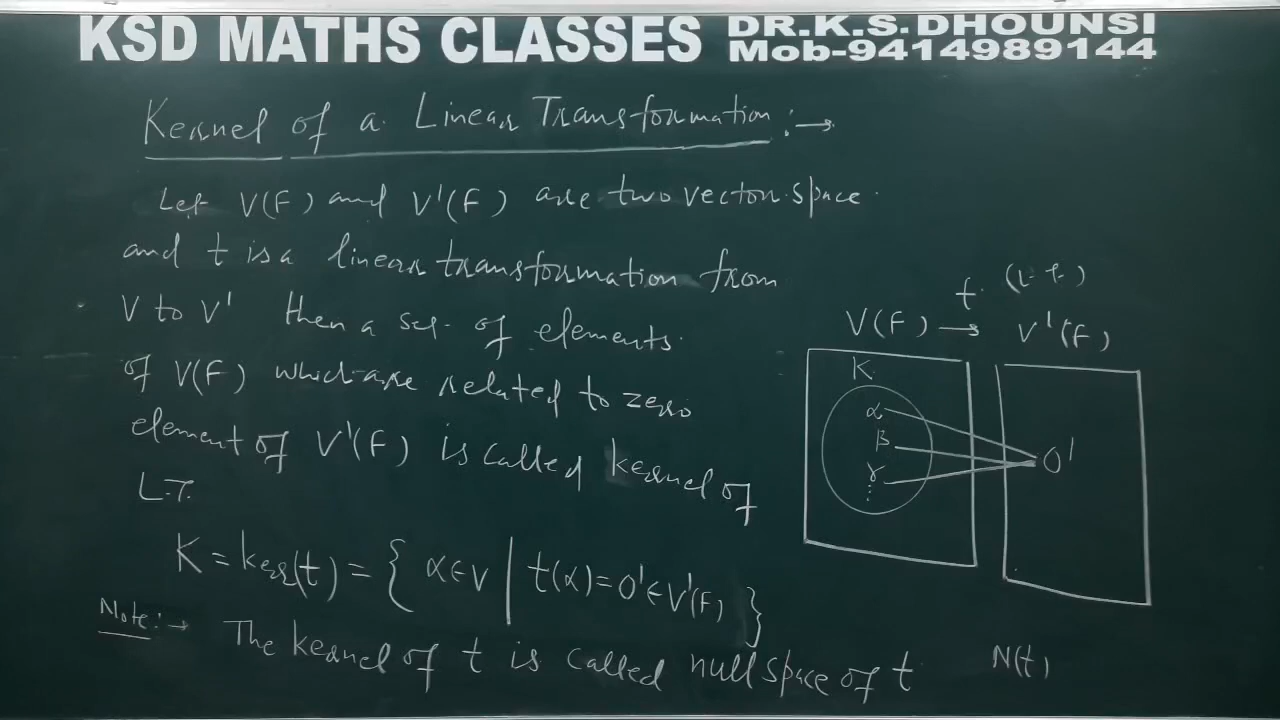 KSD MATHS CLASSES
DR.K.S.DHOUNSI
Mob-9414989144
Kernel of a Linear Transformation :→
Let V(F) and V'(F) are two vector space
and t is a linear transformation from
V to V' then a set of elements
of V(F) which are related to zero
element of V'(F) is called kernel of
L.T.
K = ker(t) = { α∈V | t(α)=0'∈V'(F) }
Note:→ The kernel of t is called null space of t N(t)
t (L.t.)
V(F) → V'(F)
K
α
β 0'
γ
⋮